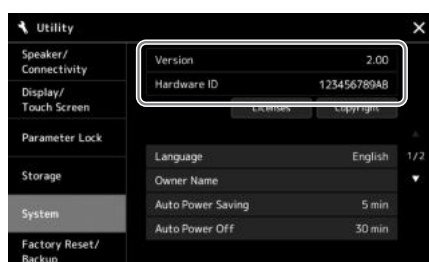 Utility
Speaker/
Connectivity
Display/
Touch Screen
Parameter Lock
Storage
System
Factory Reset/
Backup
Version 2.00
Hardware ID 123456789AB
Licenses Copyright
Language English
Owner Name
Auto Power Saving 5 min
Auto Power Off 30 min
1/2